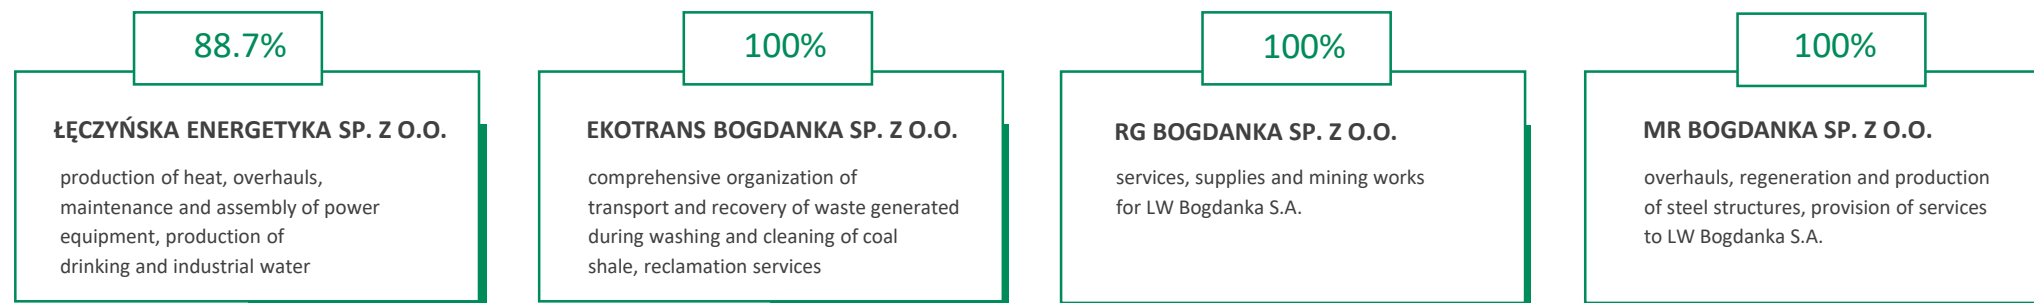 88.7%
ŁĘCZYŃSKA ENERGETYKA SP. Z O.O.
production of heat, overhauls,
maintenance and assembly of power
equipment, production of
drinking and industrial water
100%
EKOTRANS BOGDANKA SP. Z O.O.
comprehensive organization of
transport and recovery of waste generated
during washing and cleaning of coal
shale, reclamation services
100%
RG BOGDANKA SP. Z O.O.
services, supplies and mining works
for LW Bogdanka S.A.
100%
MR BOGDANKA SP. Z O.O.
overhauls, regeneration and production
of steel structures, provision of services
to LW Bogdanka S.A.